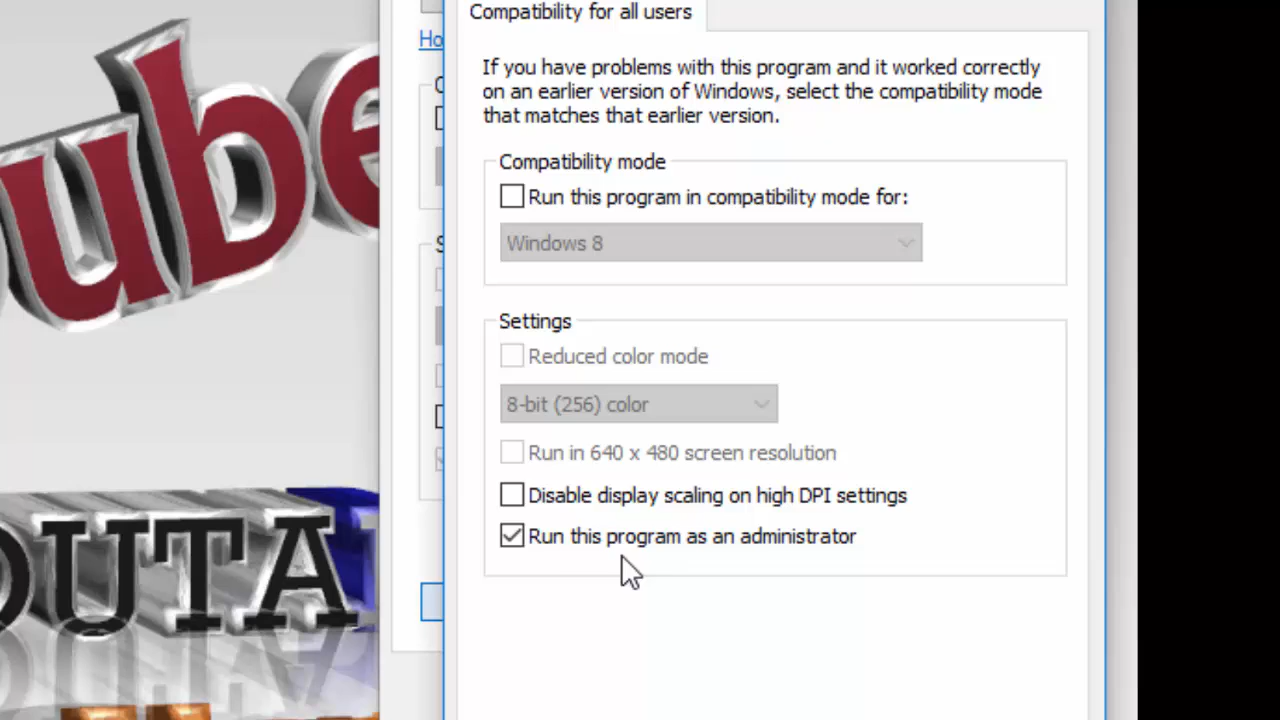 Compatibility for all users
Ho
If you have problems with this program and it worked correctly
on an earlier version of Windows, select the compatibility mode
that matches that earlier version.
Compatibility mode
Run this program in compatibility mode for:
Windows 8
Settings
Reduced color mode
8-bit (256) color
Run in 640 x 480 screen resolution
Disable display scaling on high DPI settings
Run this program as an administrator
ube
OUTA